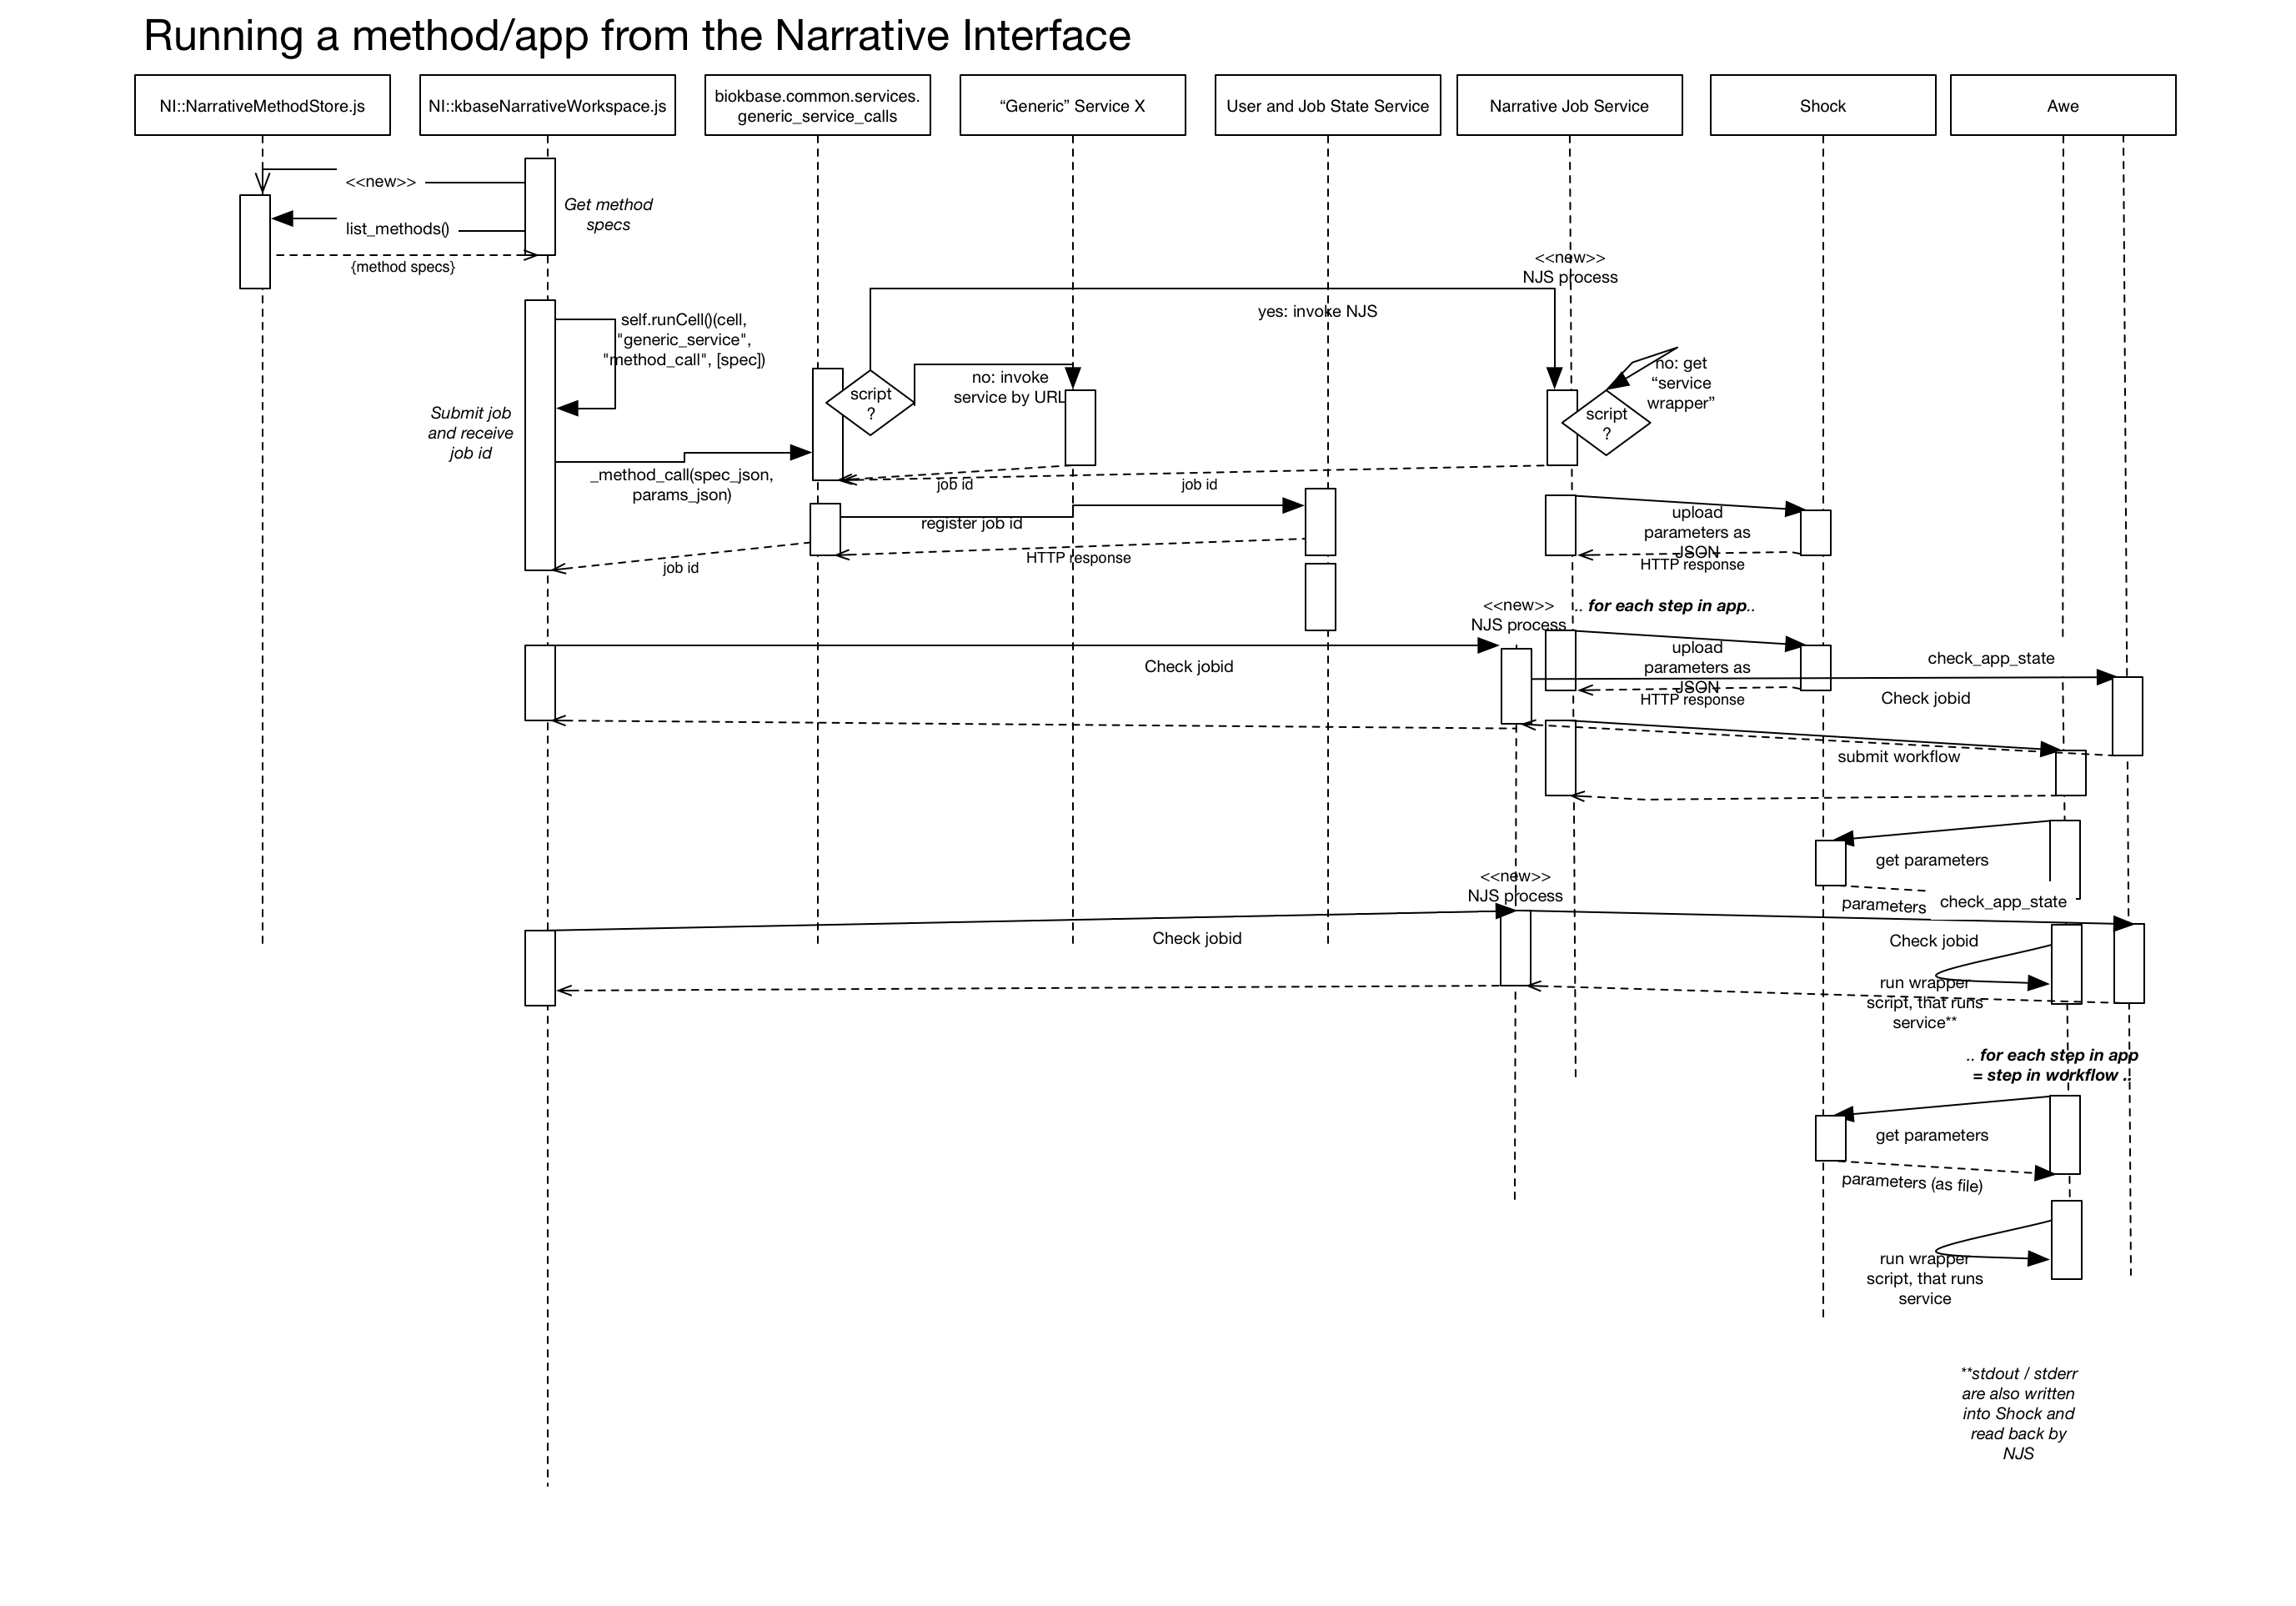 Running a method/app from the Narrative Interface
NI::NarrativeMethodStore.js
NI::kbaseNarrativeWorkspace.js
biokbase.common.services.
generic_service_calls
“Generic” Service X
User and Job State Service
Narrative Job Service
Shock
Awe
<<new>>
Get method
specs
list_methods()
{method specs}
<<new>>
NJS process
yes: invoke NJS
self.runCell()(cell,
"generic_service",
"method_call", [spec])
script
?
no: invoke
service by URL
no: get
“service
wrapper”
script
?
Submit job
and receive
job id
_method_call(spec_json,
params_json)
job id
job id
register job id
HTTP response
job id
upload
parameters as
JSON
HTTP response
<<new>>
NJS process
.. for each step in app..
Check jobid
upload
parameters as
JSON
HTTP response
check_app_state
Check jobid
submit workflow
get parameters
parameters
check_app_state
<<new>>
NJS process
Check jobid
Check jobid
run wrapper
script, that runs
service**
.. for each step in app
= step in workflow ..
get parameters
parameters (as file)
run wrapper
script, that runs
service
**stdout / stderr
are also written
into Shock and
read back by
NJS